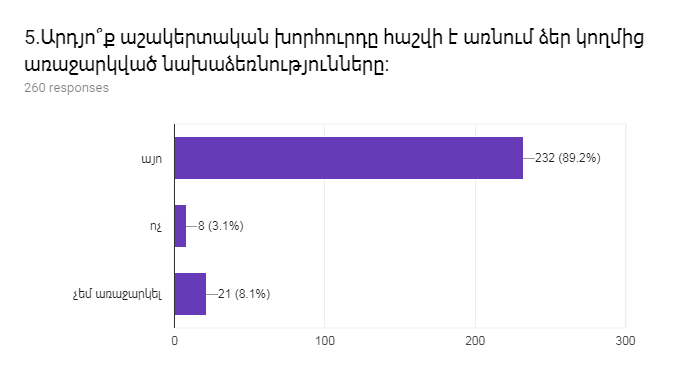 5.Արդյո՞ք աշակերտական խորհուրդը հաշվի է առնում ձեր կողմից
առաջարկված նախաձեռնությունները:
260 responses
այո
232 (89.2%)
ոչ
8 (3.1%)
չեմ առաջարկել
21 (8.1%)
0
100
200
300